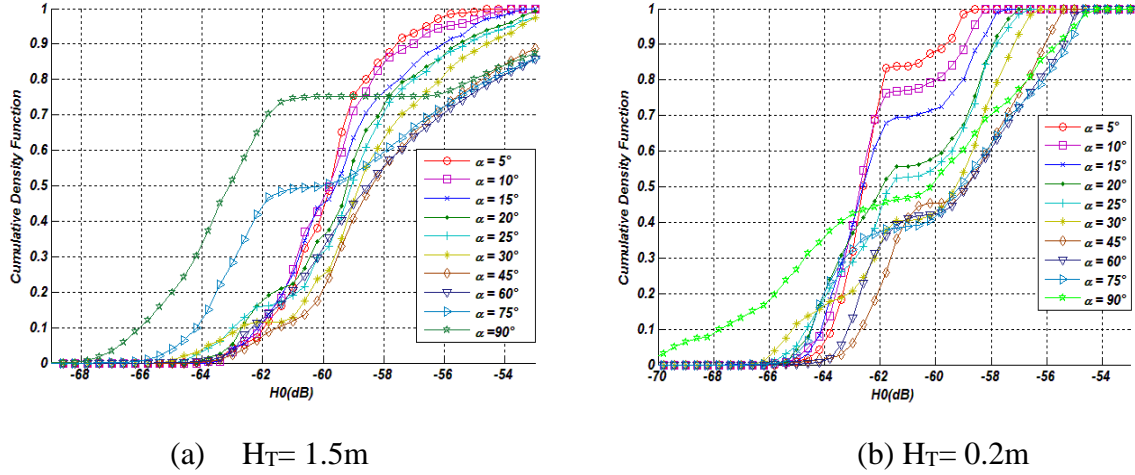 Cumulative Density Function
1
0.9
0.8
0.7
0.6
0.5
0.4
0.3
0.2
0.1
0
-68
-66
-64
-62
-60
-58
-56
-54
H0(dB)
α = 5°
α = 10°
α = 15°
α = 20°
α = 25°
α = 30°
α = 45°
α = 60°
α = 75°
α =90°
(a) H_T= 1.5m
Cumulative Density Function
1
0.9
0.8
0.7
0.6
0.5
0.4
0.3
0.2
0.1
0
-70
-68
-66
-64
-62
-60
-58
-56
-54
H0(dB)
α = 5°
α = 10°
α = 15°
α = 20°
α = 25°
α = 30°
α = 45°
α = 60°
α = 75°
α = 90°
(b) H_T= 0.2m